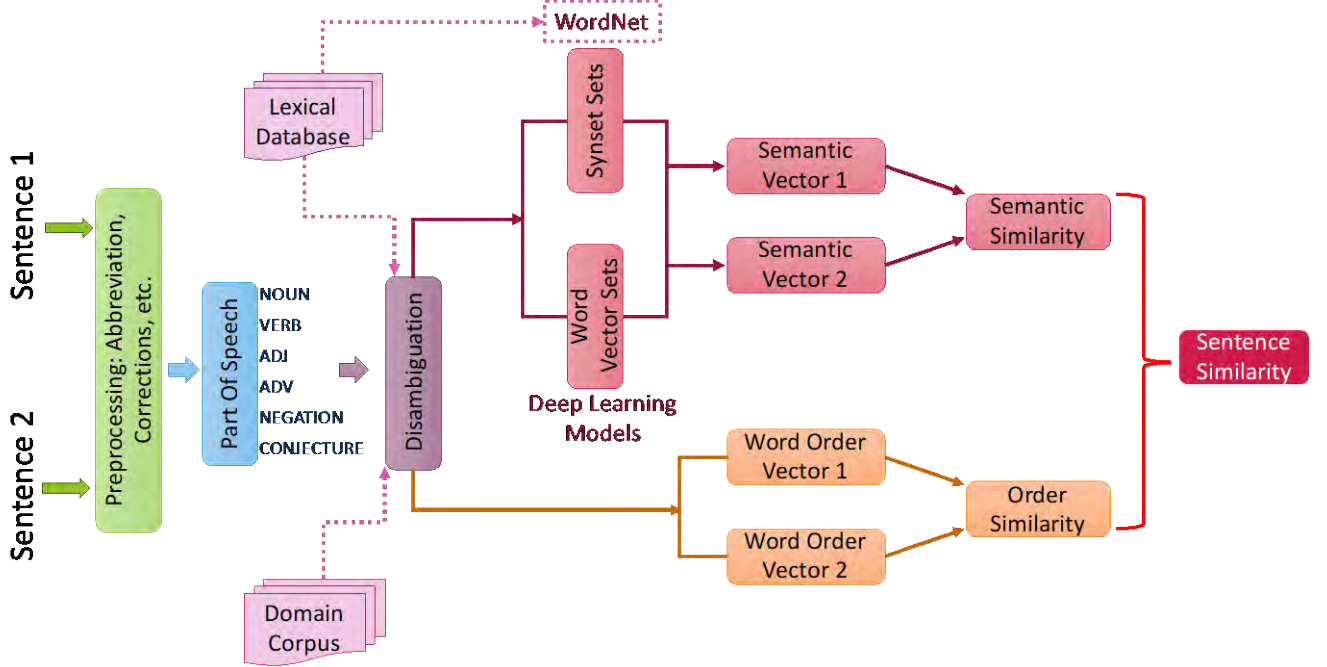 WordNet
Lexical
Database
Synset Sets
Sentence 1
Semantic
Vector 1
Semantic
Similarity
Semantic
Vector 2
Preprocessing: Abbreviation,
Corrections, etc.
Part Of Speech
NOUN
VERB
ADJ
ADV
NEGATION
CONJECTURE
Disambiguation
Word
Vector Sets
Deep Learning
Models
Sentence
Similarity
Sentence 2
Word Order
Vector 1
Order
Similarity
Word Order
Vector 2
Domain
Corpus